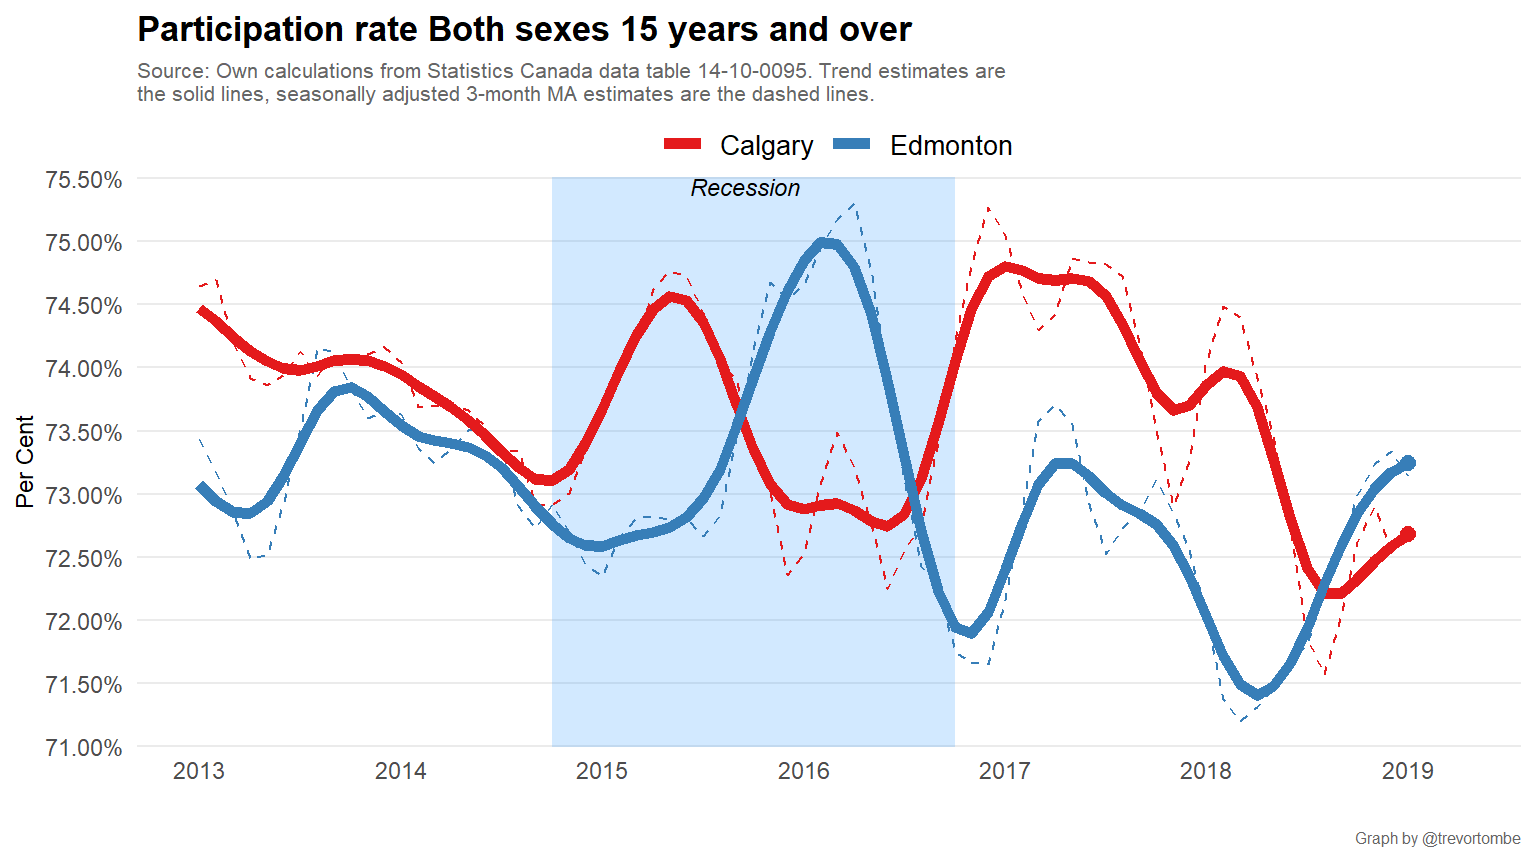 Participation rate Both sexes 15 years and over
Source: Own calculations from Statistics Canada data table 14-10-0095. Trend estimates are
the solid lines, seasonally adjusted 3-month MA estimates are the dashed lines.
Calgary Edmonton
Recession
Per Cent
75.50%
75.00%
74.50%
74.00%
73.50%
73.00%
72.50%
72.00%
71.50%
71.00%
2013 2014 2015 2016 2017 2018 2019
Graph by @trevortombe